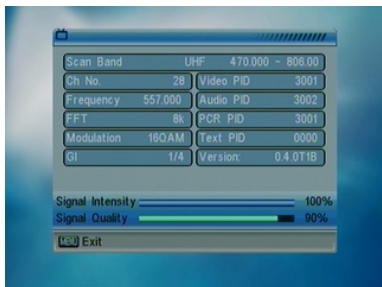 Scan Band UHF 470.000 ~ 806.00
Ch No. 28 Video PID 3001
Frequency 557.000 Audio PID 3002
FFT 8k PCR PID 3001
Modulation 16QAM Text PID 0000
GI 1/4 Version: 0.4.0T1B
Signal Intensity 100%
Signal Quality 90%
MENU Exit